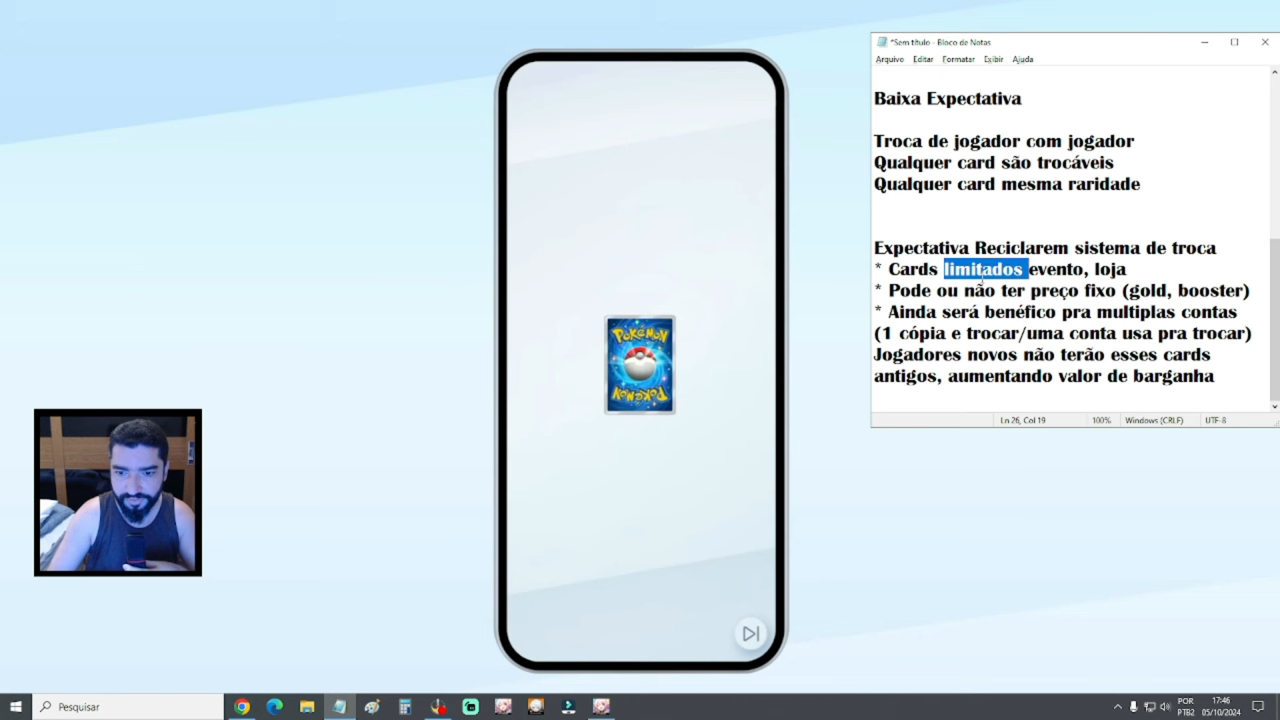 *Sem título - Bloco de Notas
Arquivo Editar Formatar Exibir Ajuda
Baixa Expectativa
Troca de jogador com jogador
Qualquer card são trocáveis
Qualquer card mesma raridade
Expectativa Reciclarem sistema de troca
* Cards limitados evento, loja
* Pode ou não ter preço fixo (gold, booster)
* Ainda será benéfico pra multiplas contas
(1 cópia e trocar/uma conta usa pra trocar)
Jogadores novos não terão esses cards
antigos, aumentando valor de barganha
Ln 26, Col 19 100% Windows (CRLF) UTF-8
POKéMON
POKéMON
Pesquisar
POR
PTB2
17:46
05/10/2024